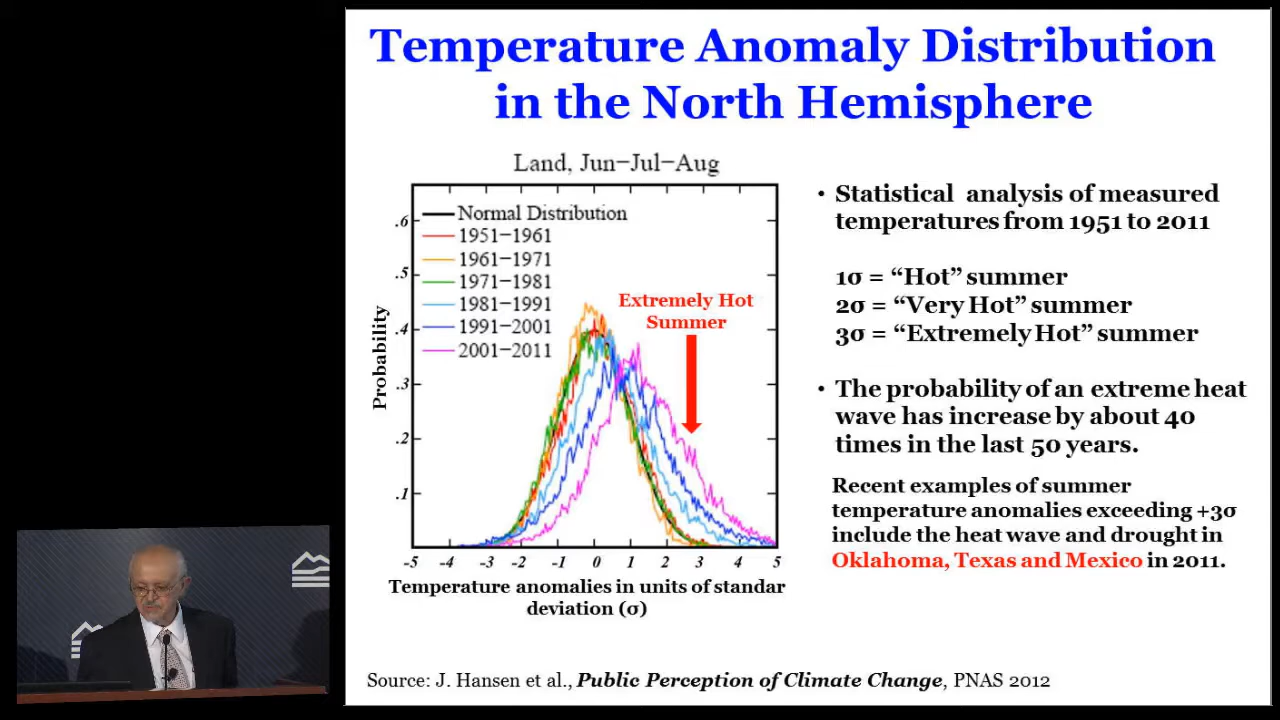 Temperature Anomaly Distribution
in the North Hemisphere
Land, Jun-Jul-Aug
Normal Distribution
1951-1961
1961-1971
1971-1981
1981-1991
1991-2001
2001-2011
Extremely Hot
Summer
.6
.5
.4
.3
.2
.1
Probability
-5 -4 -3 -2 -1 0 1 2 3 4 5
Temperature anomalies in units of standar
deviation (σ)
• Statistical analysis of measured
temperatures from 1951 to 2011
1σ = “Hot” summer
2σ = “Very Hot” summer
3σ = “Extremely Hot” summer
• The probability of an extreme heat
wave has increase by about 40
times in the last 50 years.
Recent examples of summer
temperature anomalies exceeding +3σ
include the heat wave and drought in
Oklahoma, Texas and Mexico in 2011.
Source: J. Hansen et al., Public Perception of Climate Change, PNAS 2012